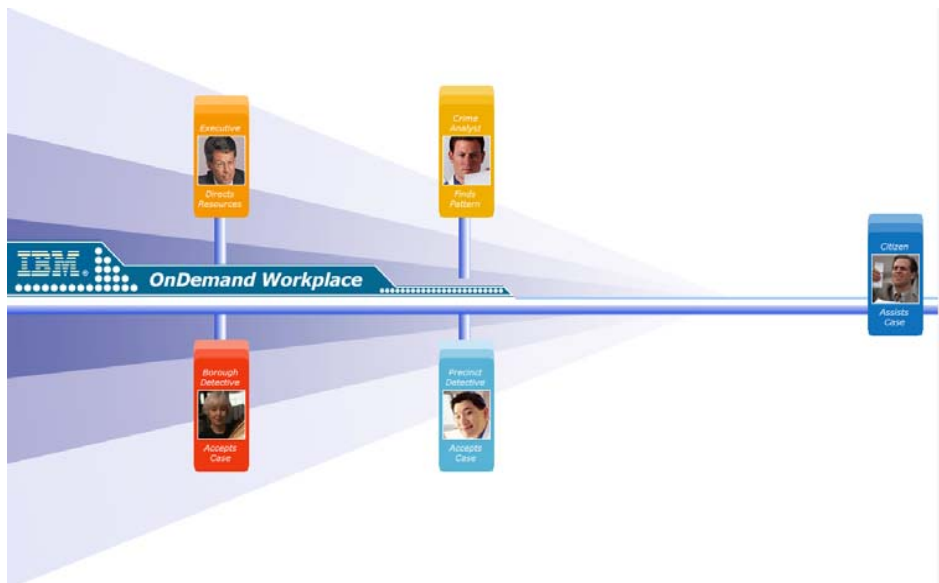 Executive
Directs
Resources
Crime
Analyst
Finds
Pattern
Citizen
Assists
Case
IBM®
OnDemand Workplace
Borough
Detective
Accepts
Case
Precinct
Detective
Accepts
Case